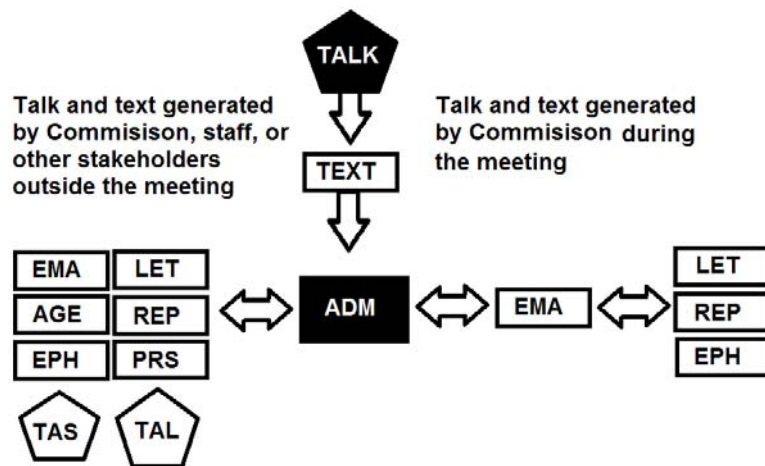 TALK
Talk and text generated
by Commisison, staff, or
other stakeholders
outside the meeting
Talk and text generated
by Commisison during
the meeting
TEXT
EMA LET
AGE REP
EPH PRS
TAS TAL
ADM
EMA
LET
REP
EPH